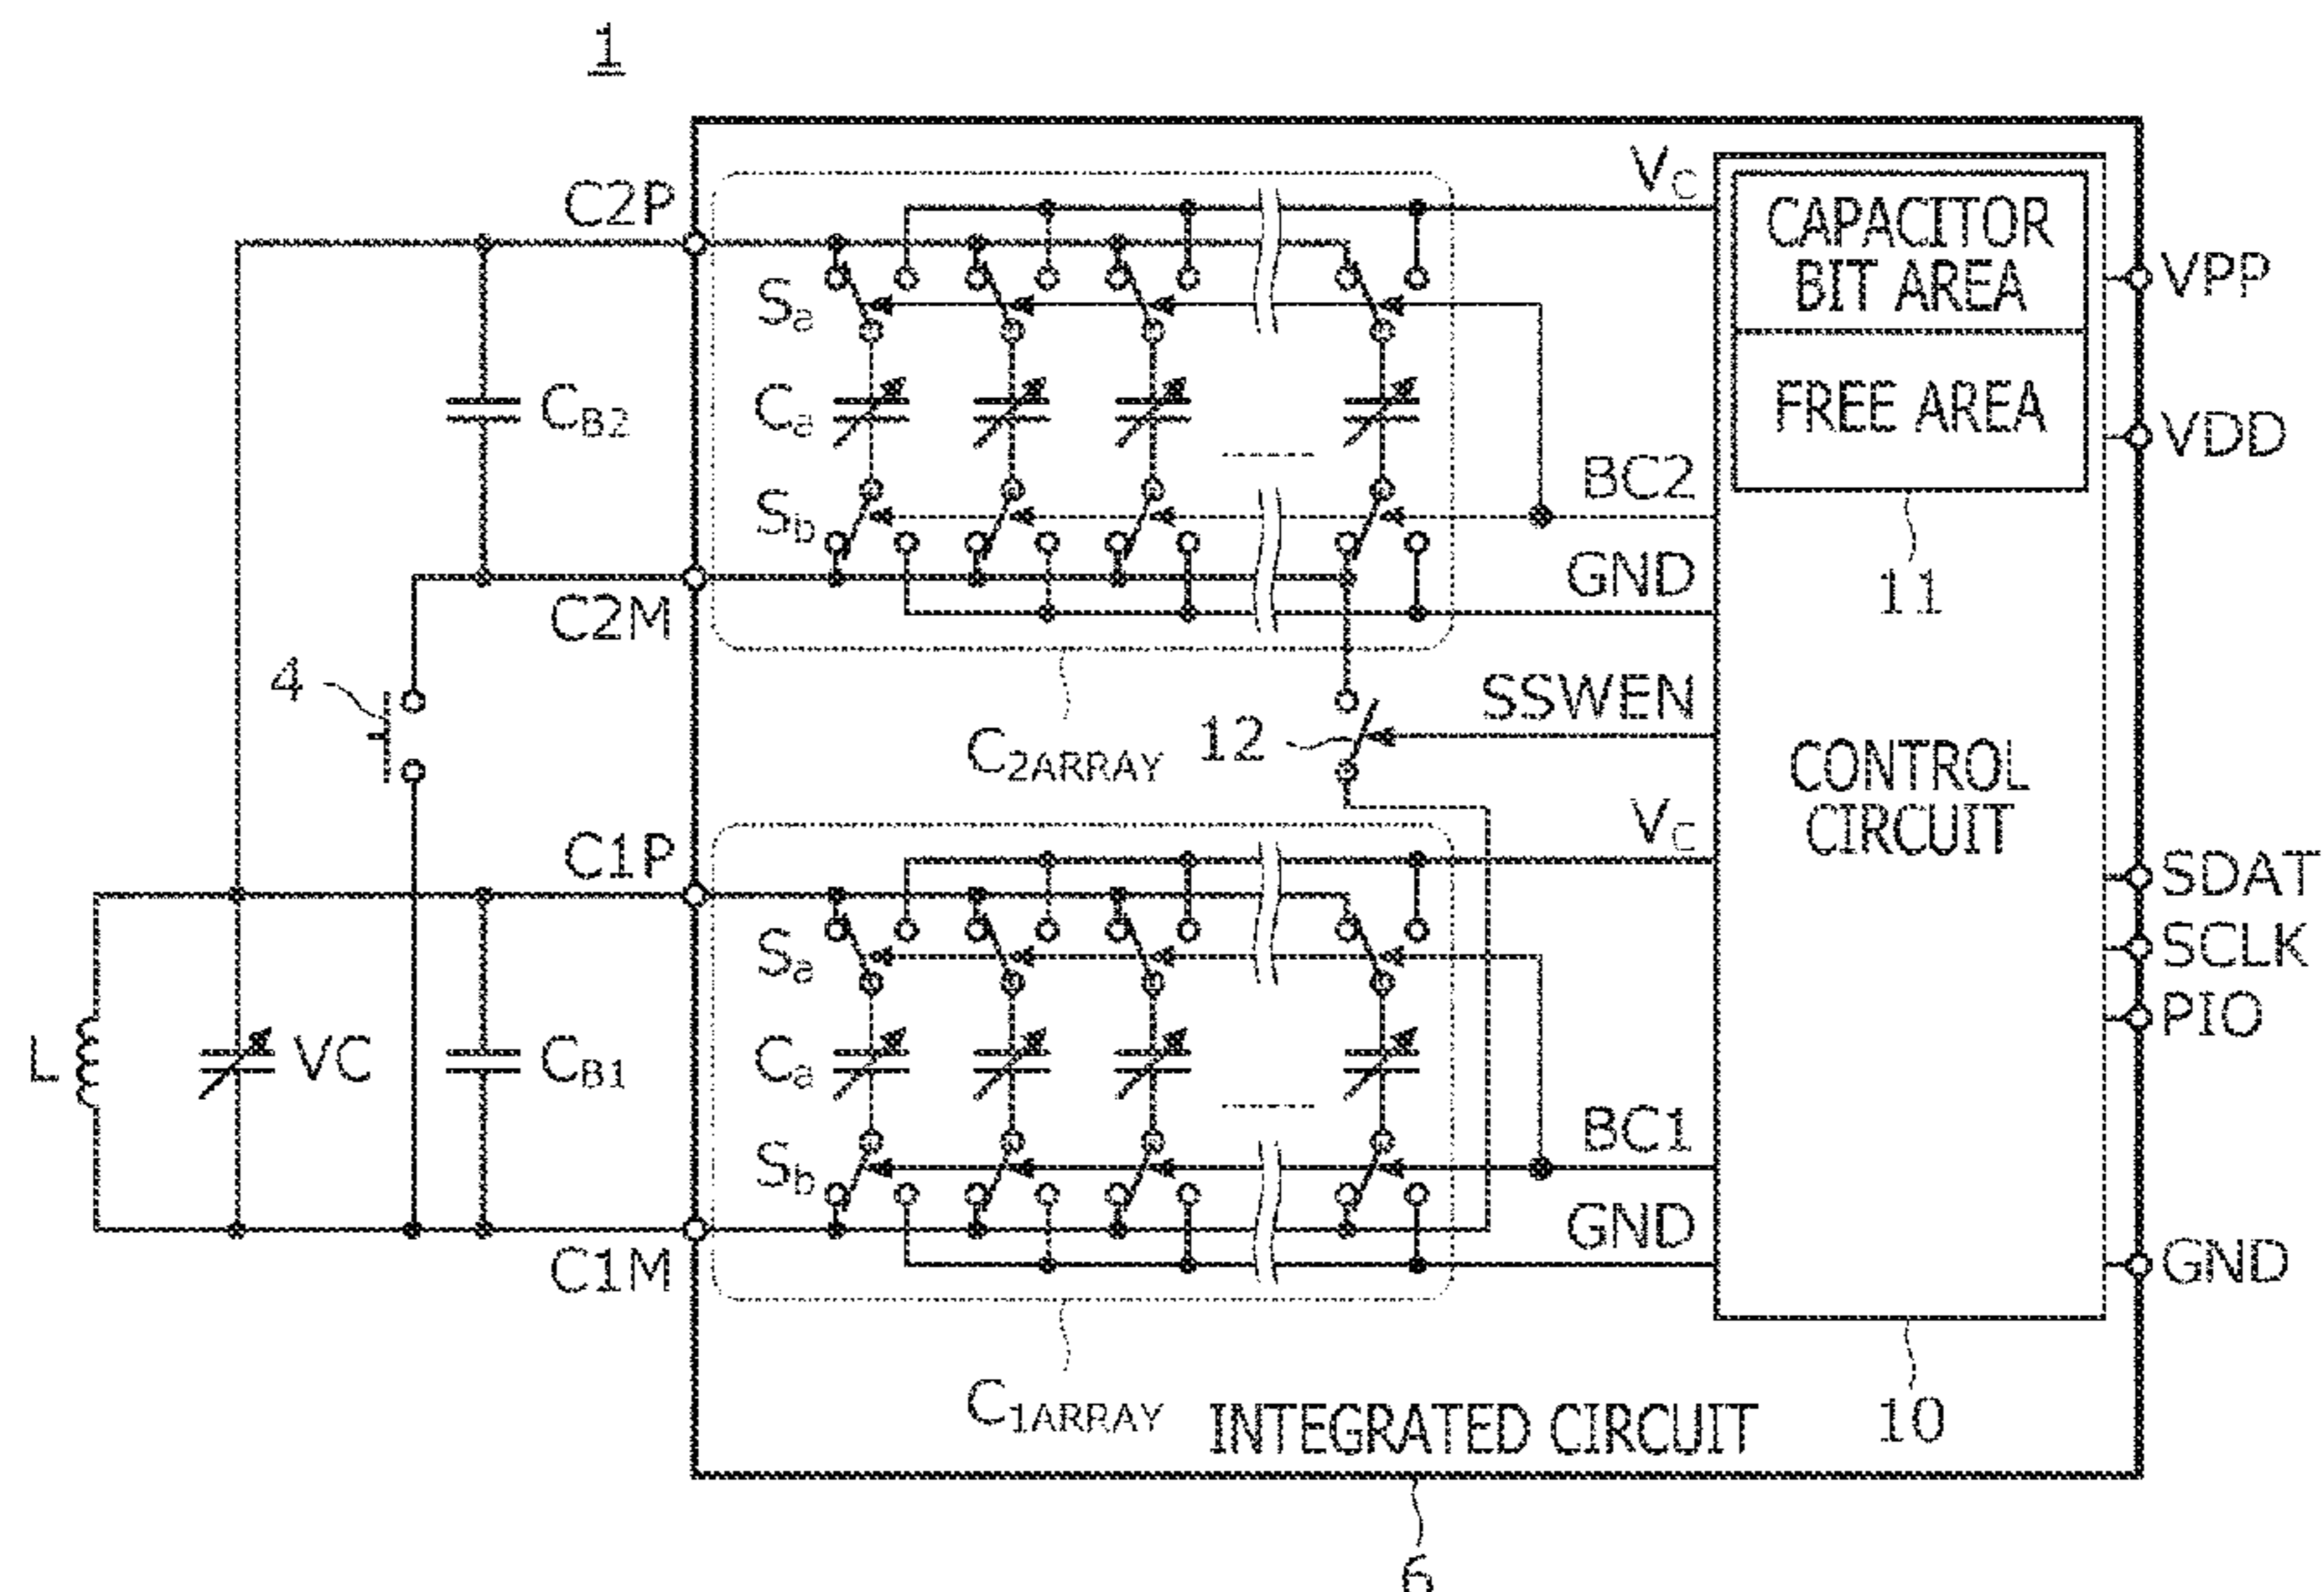 1
C2P
VC
CAPACITOR
BIT AREA
VPP
Sa
CB2
Ca
FREE AREA
VDD
BC2
Sb
GND
11
C2M
4
SSWEN
12
C2ARRAY
CONTROL
CIRCUIT
VC
C1P
SDAT
Sa
SCLK
PIO
L
VC
CB1
Ca
BC1
Sb
GND
C1M
GND
C1ARRAY
INTEGRATED CIRCUIT
10
6